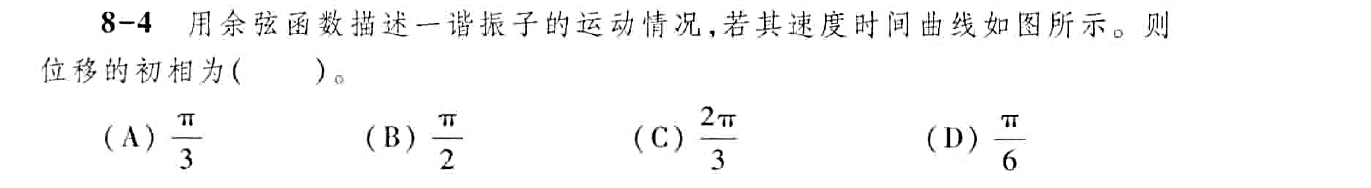 8-4 用余弦函数描述一谐振子的运动情况,若其速度时间曲线如图所示。则
位移的初相为(  )。
(A) π/3 (B) π/2 (C) 2π/3 (D) π/6